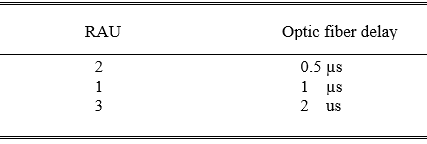 RAU Optic fiber delay
2 0.5 µs
1 1 µs
3 2 us